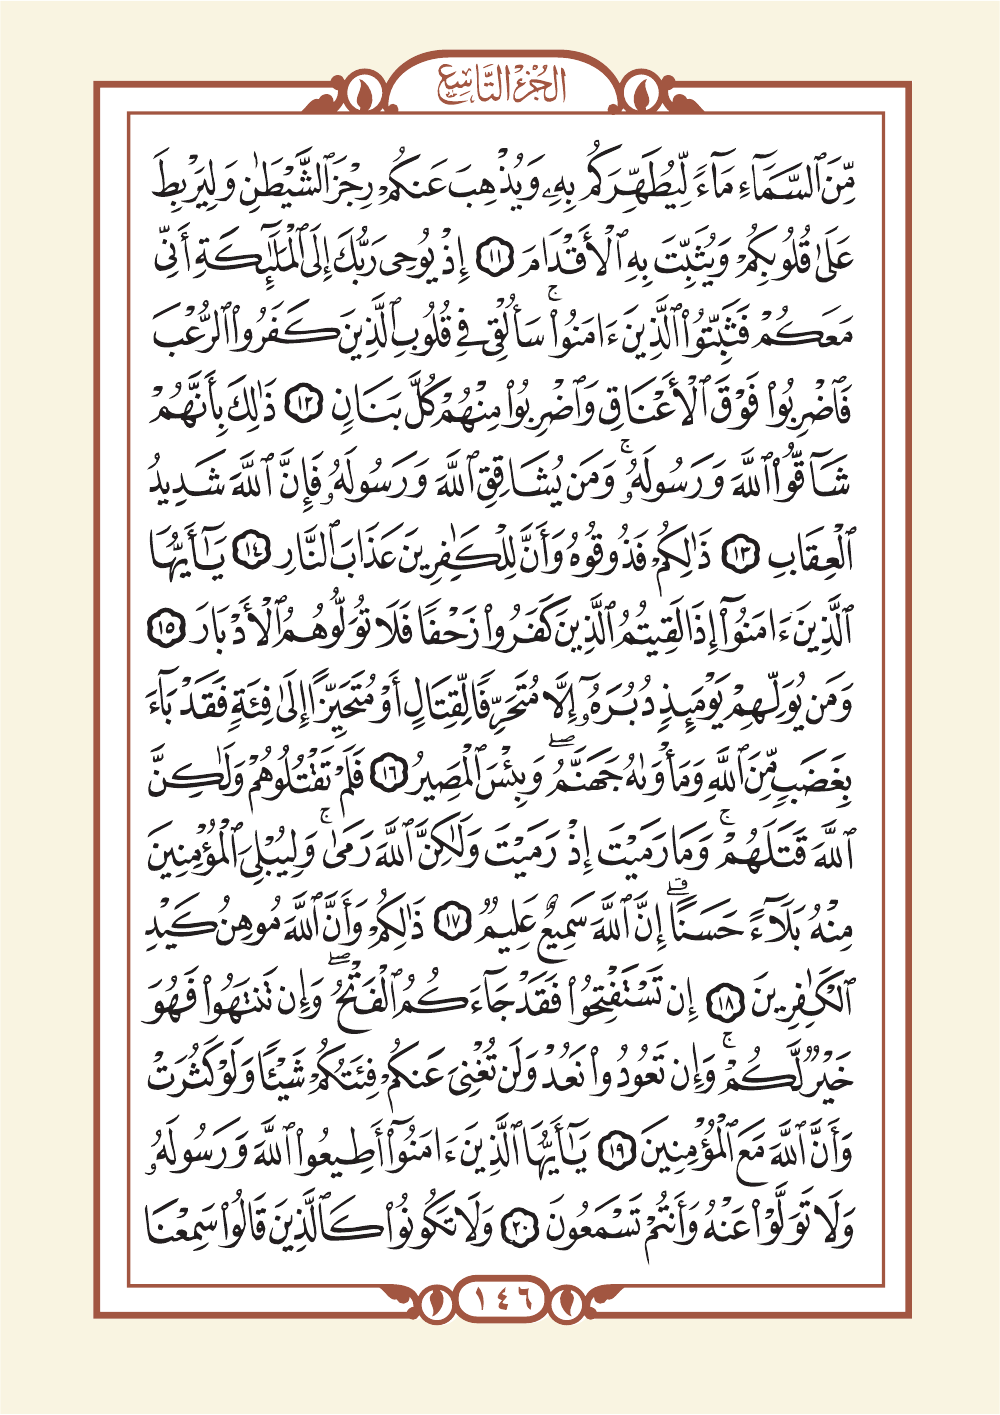 الجزء التاسع
مِّنَ ٱلسَّمَآءِ مَآءً لِّيُطَهِّرَكُم بِهِۦ وَيُذْهِبَ عَنكُمْ رِجْزَ ٱلشَّيْطَٰنِ وَلِيَرْبِطَ
عَلَىٰ قُلُوبِكُمْ وَيُثَبِّتَ بِهِ ٱلْأَقْدَامَ ١١ إِذْ يُوحِى رَبُّكَ إِلَى ٱلْمَلَٰٓئِكَةِ أَنِّى
مَعَكُمْ فَثَبِّتُوا۟ ٱلَّذِينَ ءَامَنُوا۟ۚ سَأُلْقِى فِى قُلُوبِ ٱلَّذِينَ كَفَرُوا۟ ٱلرُّعْبَ
فَٱضْرِبُوا۟ فَوْقَ ٱلْأَعْنَاقِ وَٱضْرِبُوا۟ مِنْهُمْ كُلَّ بَنَانٍ ١٢ ذَٰلِكَ بِأَنَّهُمْ
شَآقُّوا۟ ٱللَّهَ وَرَسُولَهُۥۚ وَمَن يُشَاقِقِ ٱللَّهَ وَرَسُولَهُۥ فَإِنَّ ٱللَّهَ شَدِيدُ
ٱلْعِقَابِ ١٣ ذَٰلِكُمْ فَذُوقُوهُ وَأَنَّ لِلْكَٰفِرِينَ عَذَابَ ٱلنَّارِ ١٤ يَٰٓأَيُّهَا
ٱلَّذِينَ ءَامَنُوٓا۟ إِذَا لَقِيتُمُ ٱلَّذِينَ كَفَرُوا۟ زَحْفًا فَلَا تُوَلُّوهُمُ ٱلْأَدْبَارَ ١٥
وَمَن يُوَلِّهِمْ يَوْمَئِذٍ دُبُرَهُۥٓ إِلَّا مُتَحَرِّفًا لِّقِتَالٍ أَوْ مُتَحَيِّزًا إِلَىٰ فِئَةٍ فَقَدْ بَآءَ
بِغَضَبٍ مِّنَ ٱللَّهِ وَمَأْوَىٰهُ جَهَنَّمُۖ وَبِئْسَ ٱلْمَصِيرُ ١٦ فَلَمْ تَقْتُلُوهُمْ وَلَٰكِنَّ
ٱللَّهَ قَتَلَهُمْۚ وَمَا رَمَيْتَ إِذْ رَمَيْتَ وَلَٰكِنَّ ٱللَّهَ رَمَىٰۚ وَلِيُبْلِىَ ٱلْمُؤْمِنِينَ
مِنْهُ بَلَآءً حَسَنًاۗ إِنَّ ٱللَّهَ سَمِيعٌ عَلِيمٌ ١٧ ذَٰلِكُمْ وَأَنَّ ٱللَّهَ مُوهِنُ كَيْدِ
ٱلْكَٰفِرِينَ ١٨ إِن تَسْتَفْتِحُوا۟ فَقَدْ جَآءَكُمُ ٱلْفَتْحُۖ وَإِن تَنتَهُوا۟ فَهُوَ
خَيْرٌ لَّكُمْۚ وَإِن تَعُودُوا۟ نَعُدْ وَلَن تُغْنِىَ عَنكُمْ فِئَتُكُمْ شَيْـًٔا وَلَوْ كَثُرَتْ
وَأَنَّ ٱللَّهَ مَعَ ٱلْمُؤْمِنِينَ ١٩ يَٰٓأَيُّهَا ٱلَّذِينَ ءَامَنُوٓا۟ أَطِيعُوا۟ ٱللَّهَ وَرَسُولَهُۥ
وَلَا تَوَلَّوْا۟ عَنْهُ وَأَنتُمْ تَسْمَعُونَ ٢٠ وَلَا تَكُونُوا۟ كَٱلَّذِينَ قَالُوا۟ سَمِعْنَا
١٤٦